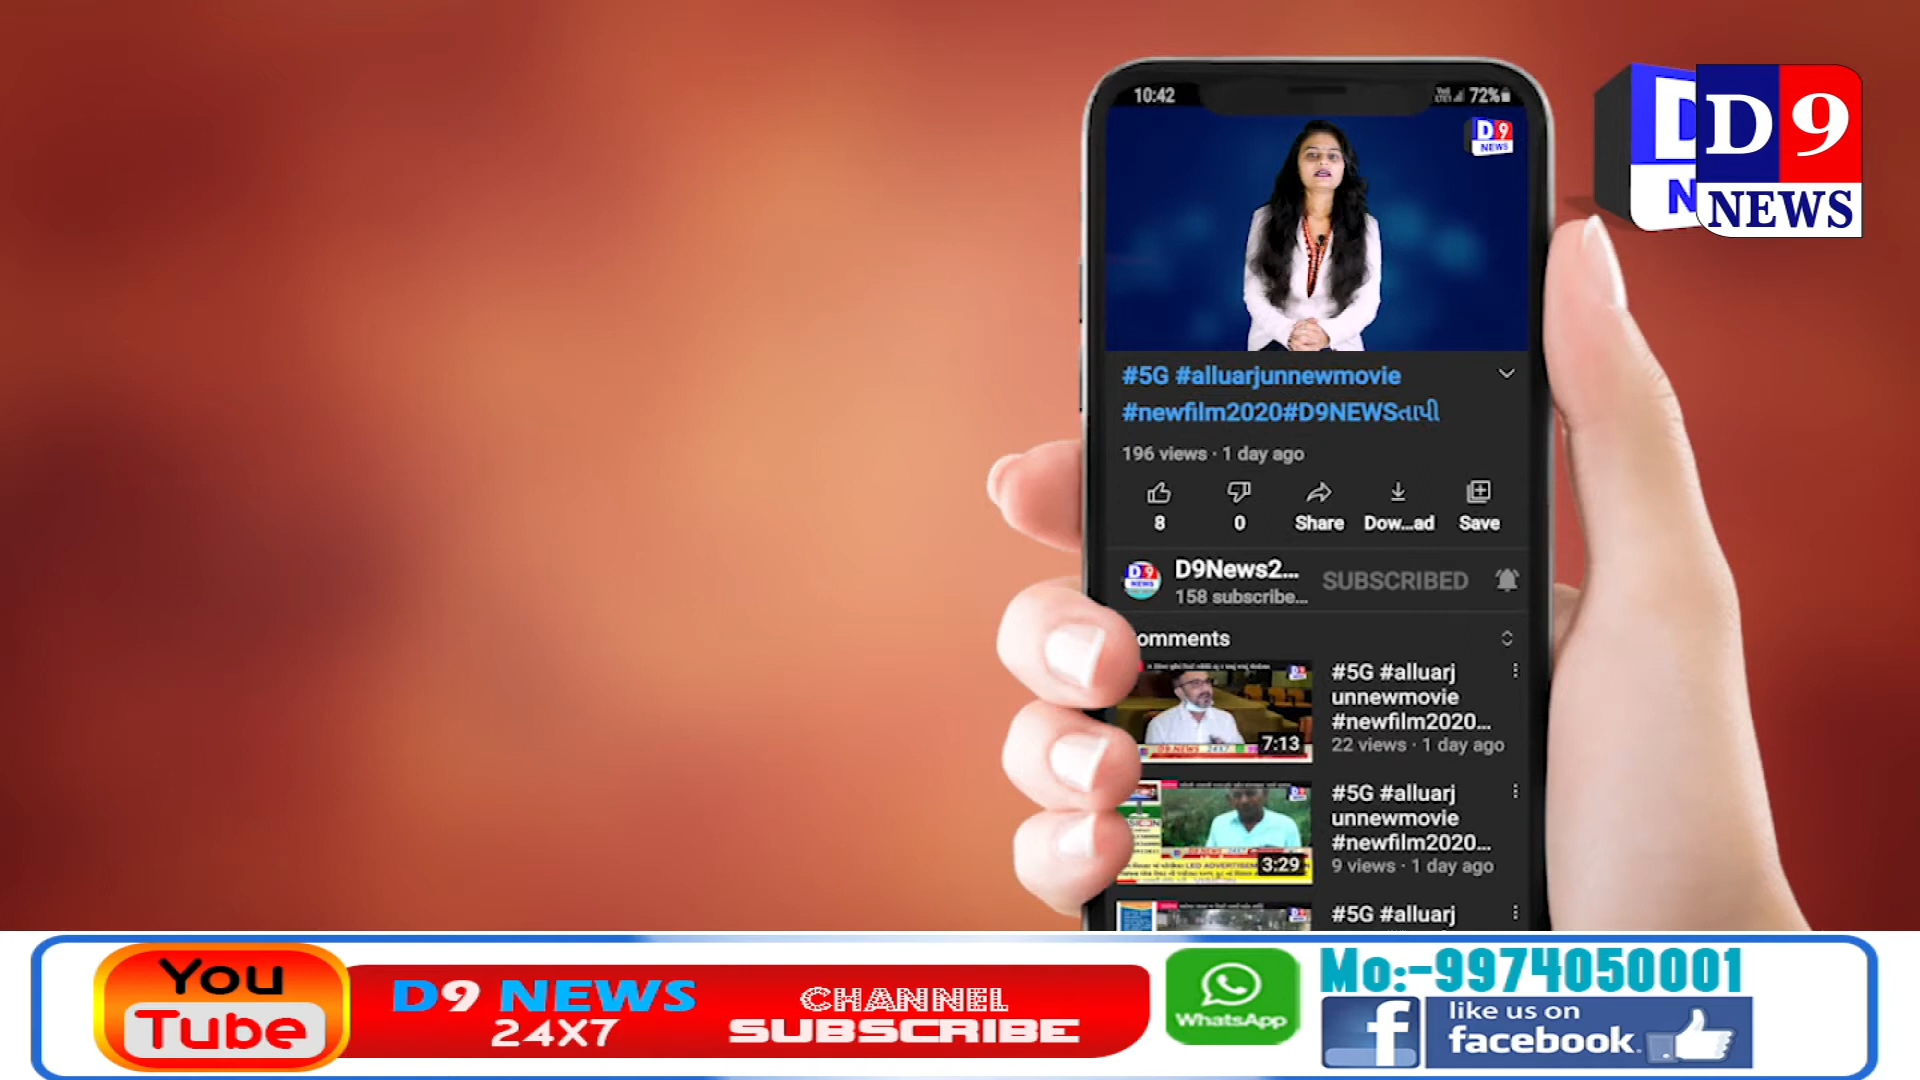 10:42
72%
D9
NEWS
D
N
D9
NEWS
#5G #alluarjunnewmovie
#newfilm2020#D9NEWSતાપી
196 views · 1 day ago
8
0
Share
Dow...ad
Save
D9News2...
SUBSCRIBED
158 subscribe...
omments
#5G #alluarj
unnewmovie
#newfilm2020...
22 views · 1 day ago
7:13
#5G #alluarj
unnewmovie
#newfilm2020...
9 views · 1 day ago
3:29
#5G #alluarj
You
Tube
D9 NEWS
24X7
CHANNEL
SUBSCRIBE
WhatsApp
Mo:-9974050001
like us on
facebook.